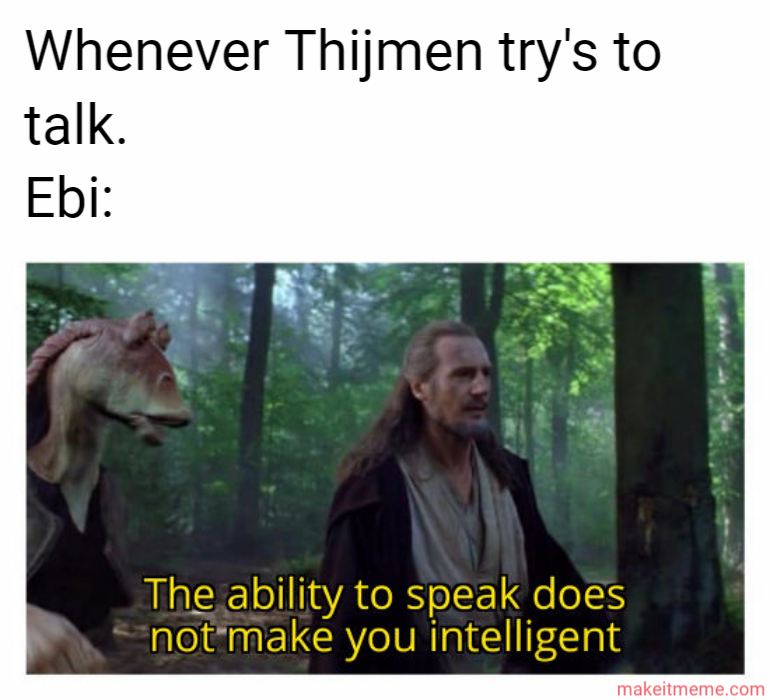 Whenever Thijmen try's to
talk.
Ebi:
The ability to speak does
not make you intelligent
makeitmeme.com